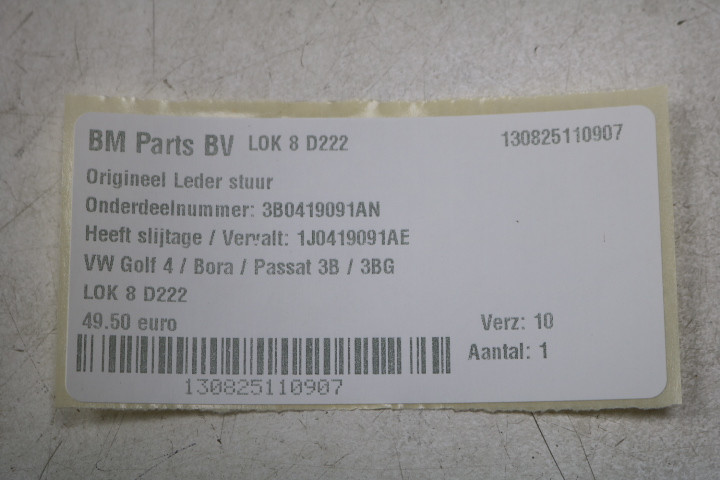 BM Parts BV LOK 8 D222 130825110907
Origineel Leder stuur
Onderdeelnummer: 3B0419091AN
Heeft slijtage / Vervalt: 1J0419091AE
VW Golf 4 / Bora / Passat 3B / 3BG
LOK 8 D222
49.50 euro Verz: 10
Aantal: 1
130825110907